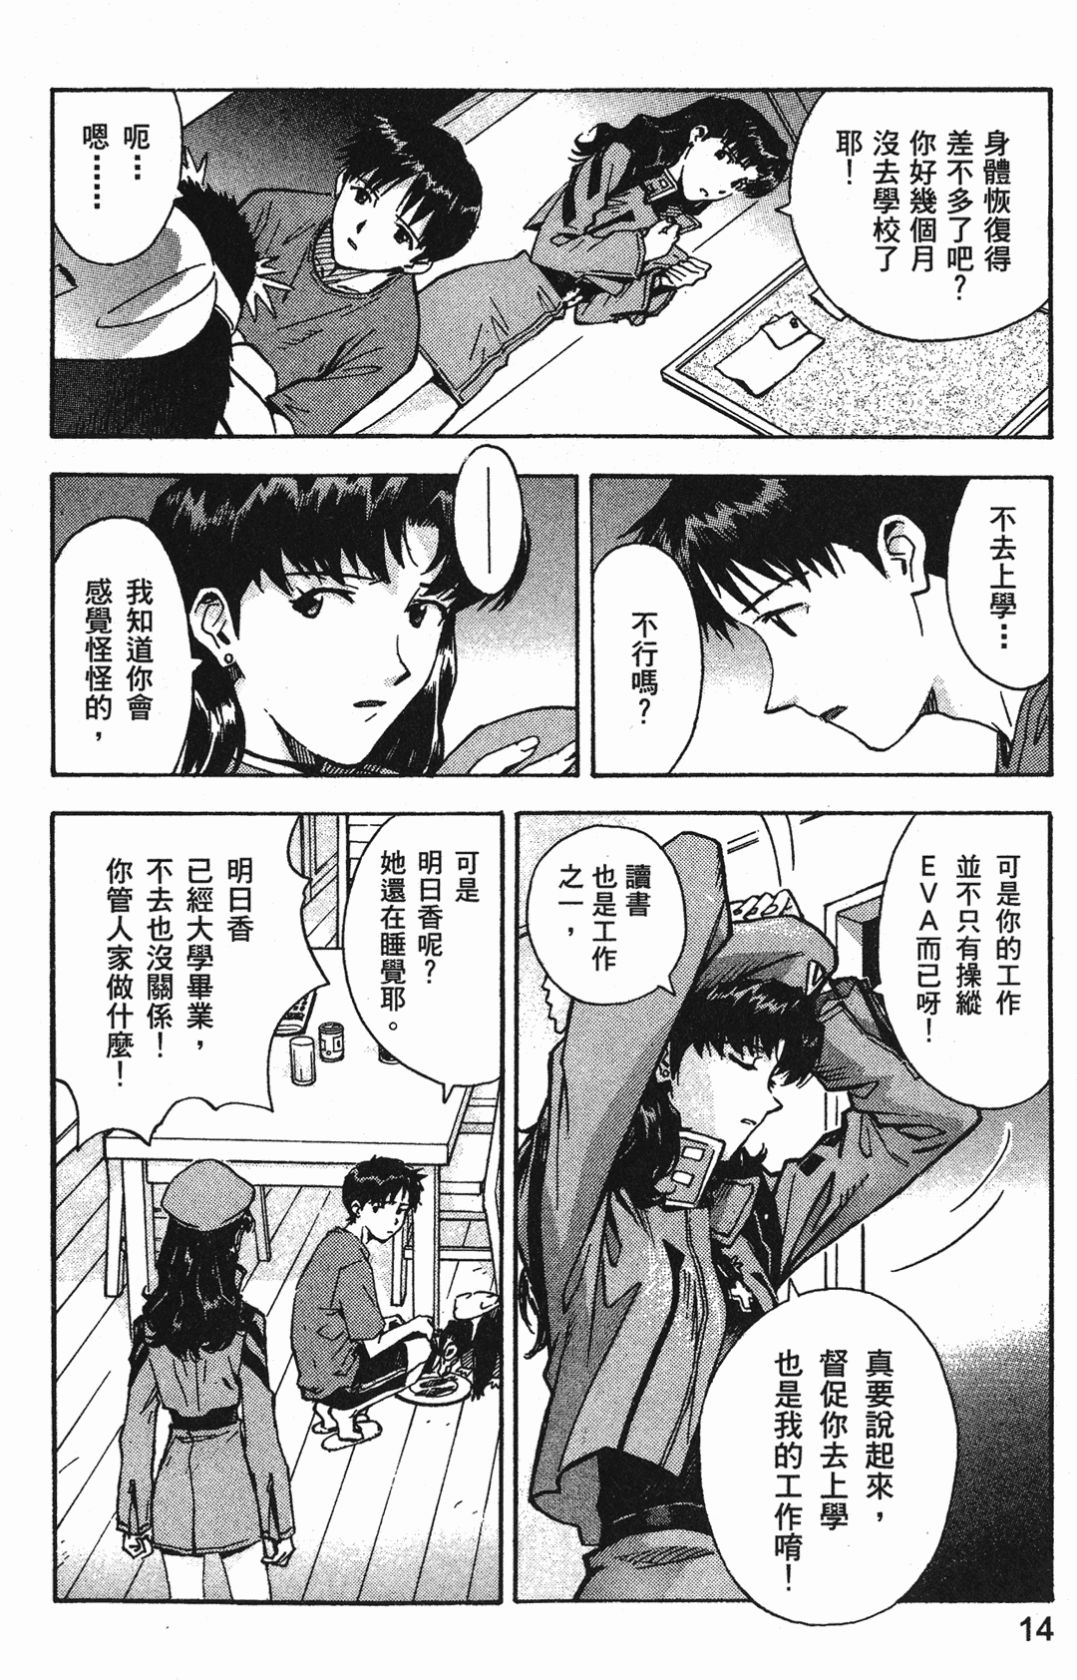 身體恢復得
差不多了吧?
你好幾個月
沒去學校了
耶!
呃…
嗯……
不去上學…
不行嗎?
——
我知道你會
感覺怪怪的,
可是你的工作
並不只有操縱
EVA而已呀!
讀書
也是工作
之一,
真要說起來,
督促你去上學
也是我的工作唷!
可是
明日香呢?
她還在睡覺耶。
明日香
已經大學畢業,
不去也沒關係!
你管人家做什麼!
14